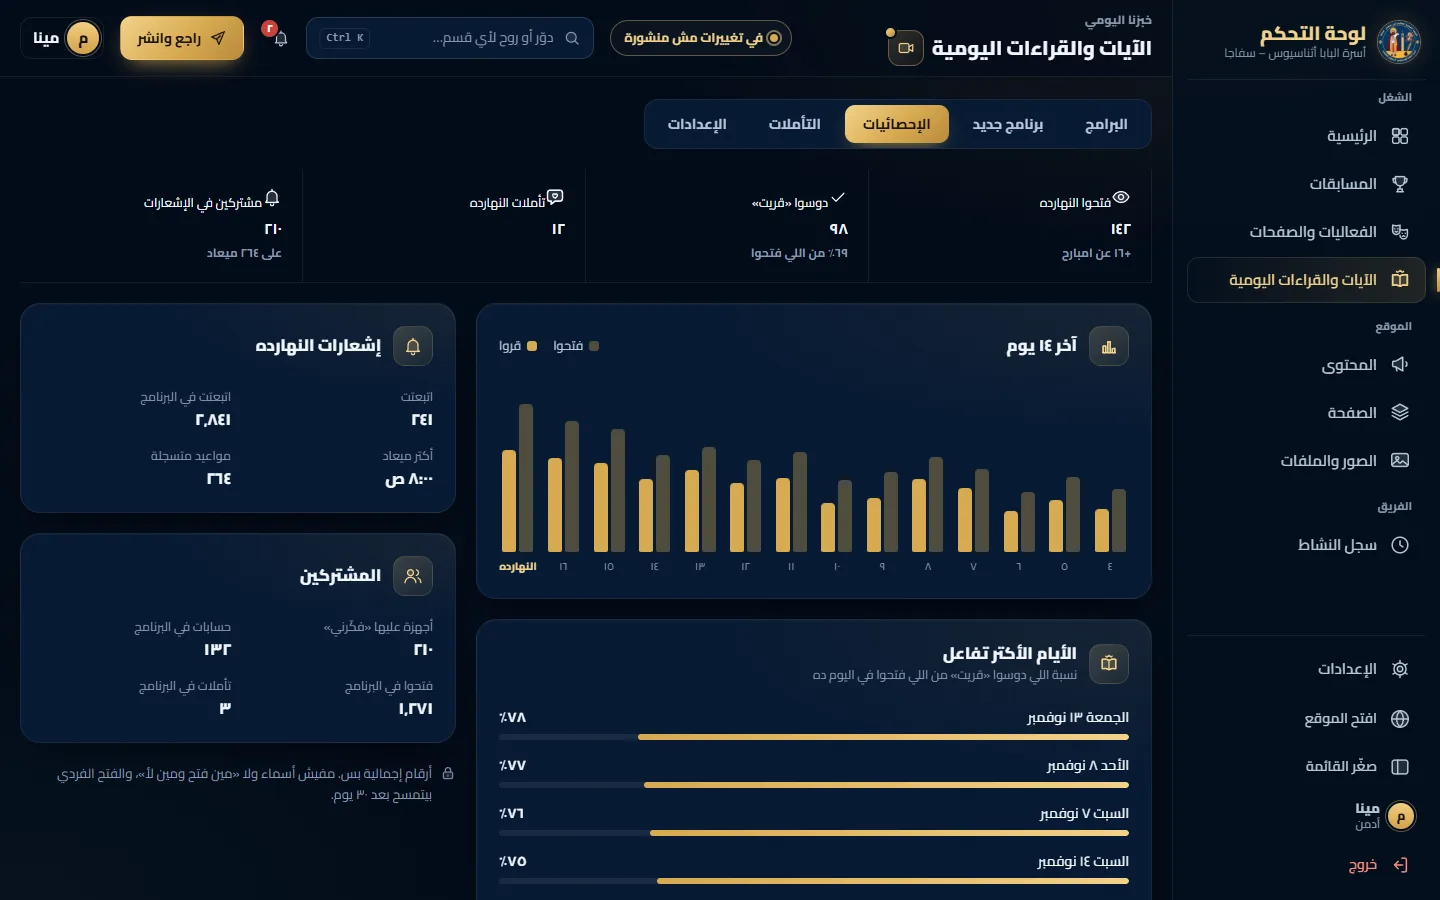 لوحة التحكم
أسرة البابا أثناسيوس – سفاجا
الشغل
الرئيسية
المسابقات
الفعاليات والصفحات
الآيات والقراءات اليومية
الموقع
المحتوى
الصفحة
الصور والملفات
الفريق
سجل النشاط
الإعدادات
افتح الموقع
صغّر القائمة
م
مينا
أدمن
خروج
خبزنا اليومي
الآيات والقراءات اليومية
في تغييرات مش منشورة
دوّر أو روح لأي قسم...
Ctrl K
٢
راجع وانشر
م مينا
البرامج
برنامج جديد
الإحصائيات
التأملات
الإعدادات
فتحوا النهارده
١٤٢
+١٦ عن امبارح
دوسوا «قريت»
٩٨
٦٩٪ من اللي فتحوا
تأملات النهارده
١٢
مشتركين في الإشعارات
٢١٠
على ٢٦٤ ميعاد
آخر ١٤ يوم
فتحوا
قروا
٤ ٥ ٦ ٧ ٨ ٩ ١٠ ١١ ١٢ ١٣ ١٤ ١٥ ١٦ النهارده
إشعارات النهارده
اتبعتت
٢٤١
اتبعتت في البرنامج
٢,٨٤١
أكتر ميعاد
٨:٠٠ ص
مواعيد متسجلة
٢٦٤
المشتركين
أجهزة عليها «فكّرني»
٢١٠
حسابات في البرنامج
١٣٢
فتحوا في البرنامج
١,٢٧١
تأملات في البرنامج
٣
أرقام إجمالية بس. مفيش أسماء ولا «مين فتح ومين لأ»، والفتح الفردي
بيتمسح بعد ٣٠ يوم.
الأيام الأكتر تفاعل
نسبة اللي دوسوا «قريت» من اللي فتحوا في اليوم ده
الجمعة ١٣ نوفمبر
٧٨٪
الأحد ٨ نوفمبر
٧٧٪
السبت ٧ نوفمبر
٧٦٪
السبت ١٤ نوفمبر
٧٥٪